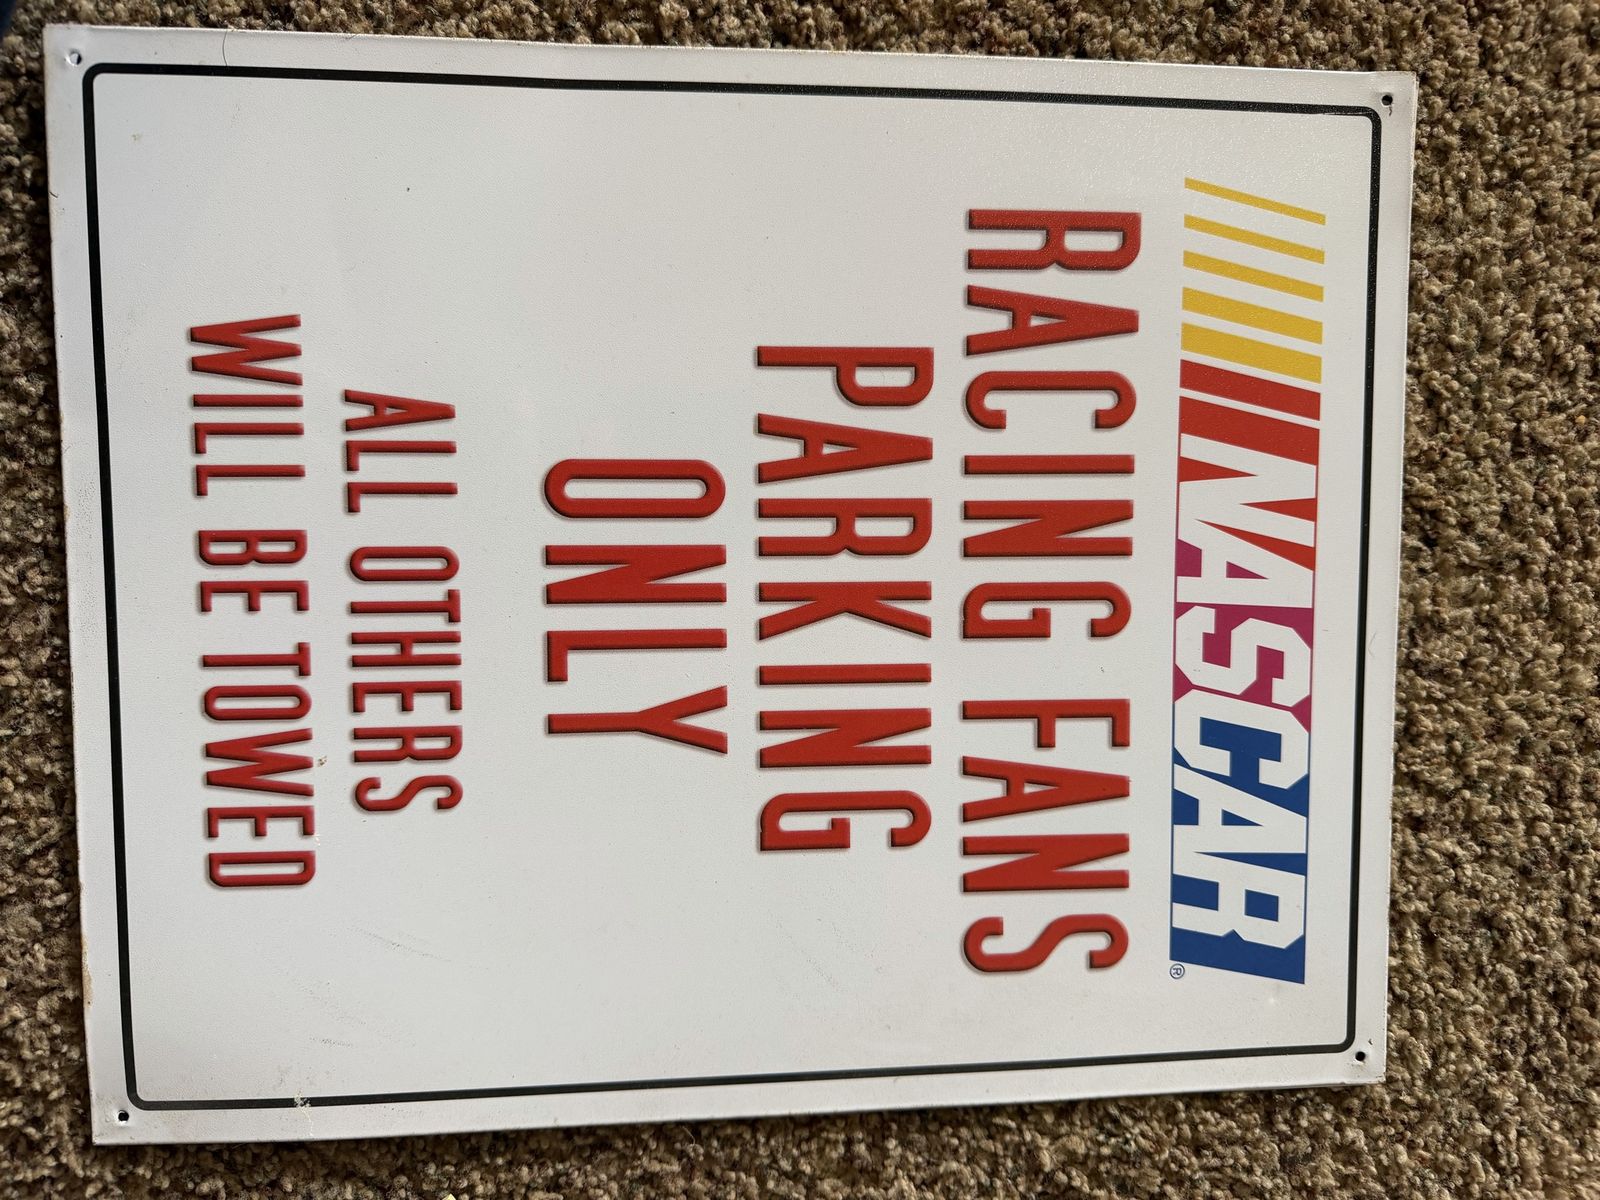 NASCAR®
RACING FANS
PARKING
ONLY
ALL OTHERS
WILL BE TOWED